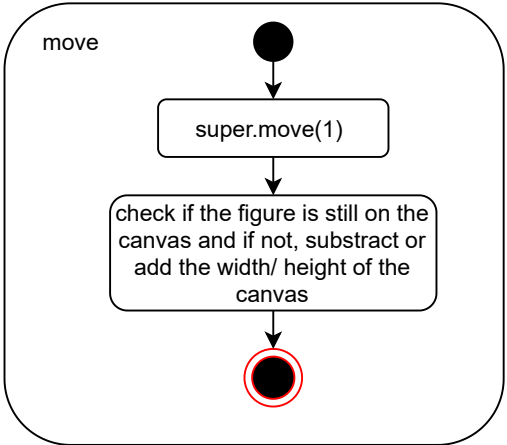 move
super.move(1)
check if the figure is still on the
canvas and if not, substract or
add the width/ height of the
canvas